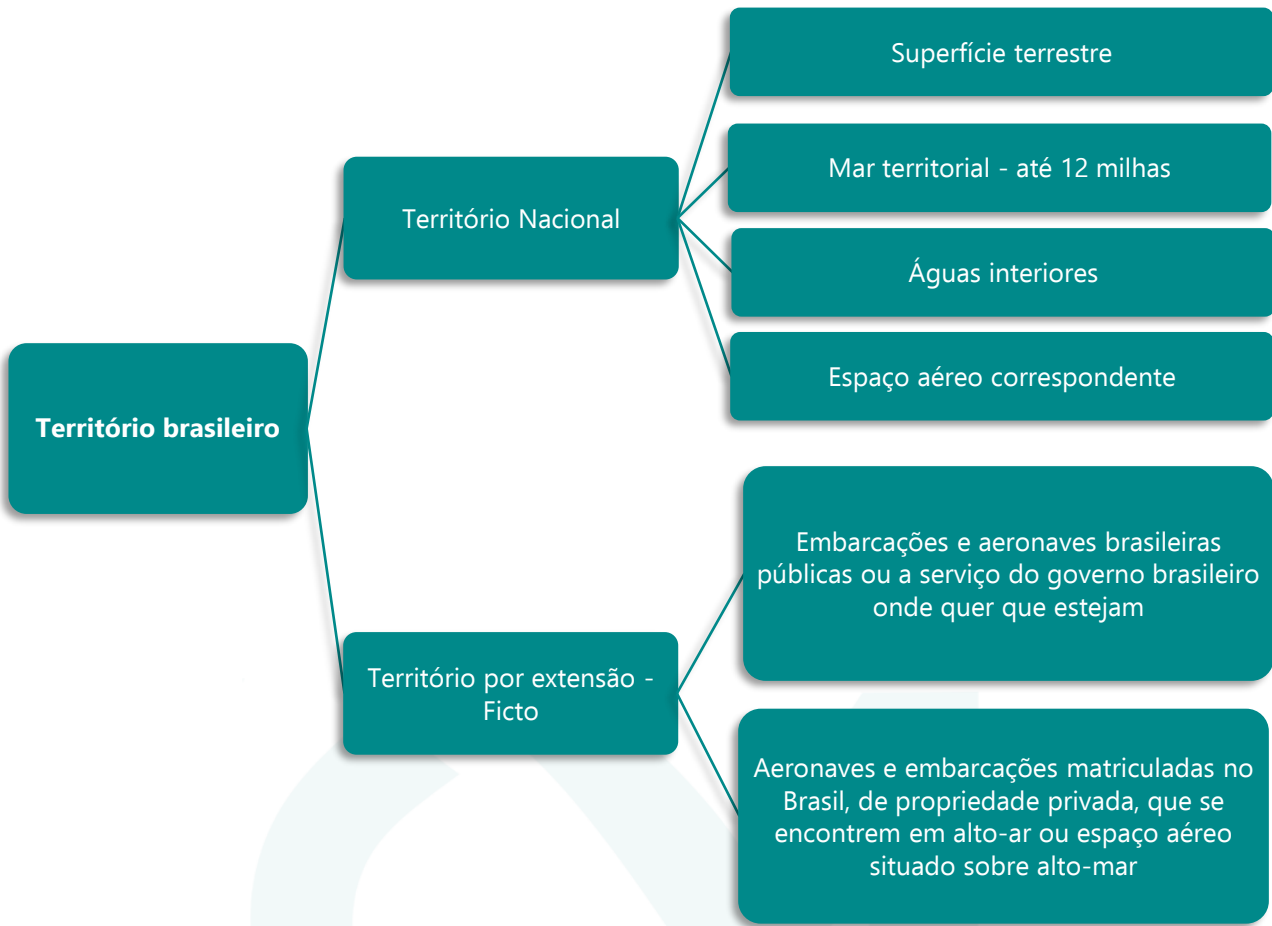 Território brasileiro
Território Nacional
Superfície terrestre
Mar territorial - até 12 milhas
Águas interiores
Espaço aéreo correspondente
Território por extensão -
Ficto
Embarcações e aeronaves brasileiras
públicas ou a serviço do governo brasileiro
onde quer que estejam
Aeronaves e embarcações matriculadas no
Brasil, de propriedade privada, que se
encontrem em alto-ar ou espaço aéreo
situado sobre alto-mar